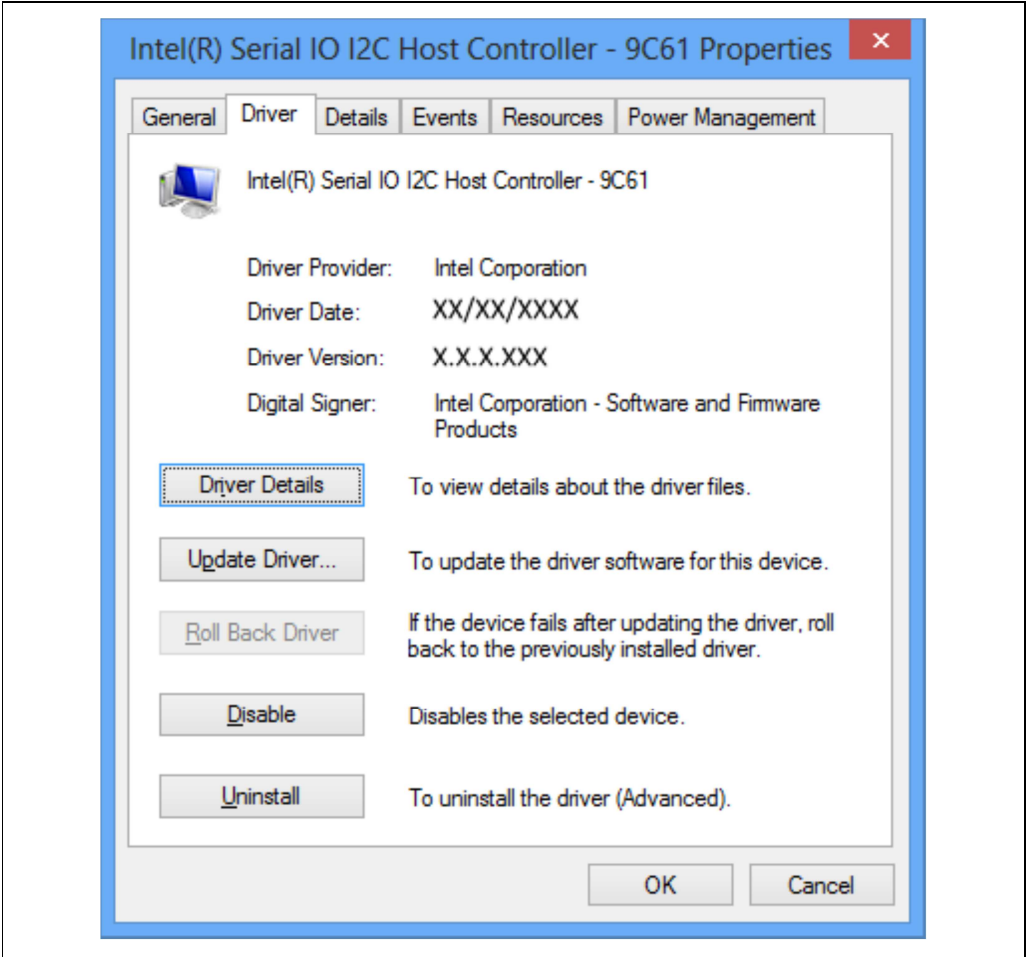 Intel(R) Serial IO I2C Host Controller - 9C61 Properties
General Driver Details Events Resources Power Management
Intel(R) Serial IO I2C Host Controller - 9C61
Driver Provider: Intel Corporation
Driver Date: XX/XX/XXXX
Driver Version: X.X.X.XXX
Digital Signer: Intel Corporation - Software and Firmware
Products
Driver Details To view details about the driver files.
Update Driver... To update the driver software for this device.
Roll Back Driver If the device fails after updating the driver, roll
back to the previously installed driver.
Disable Disables the selected device.
Uninstall To uninstall the driver (Advanced).
OK Cancel